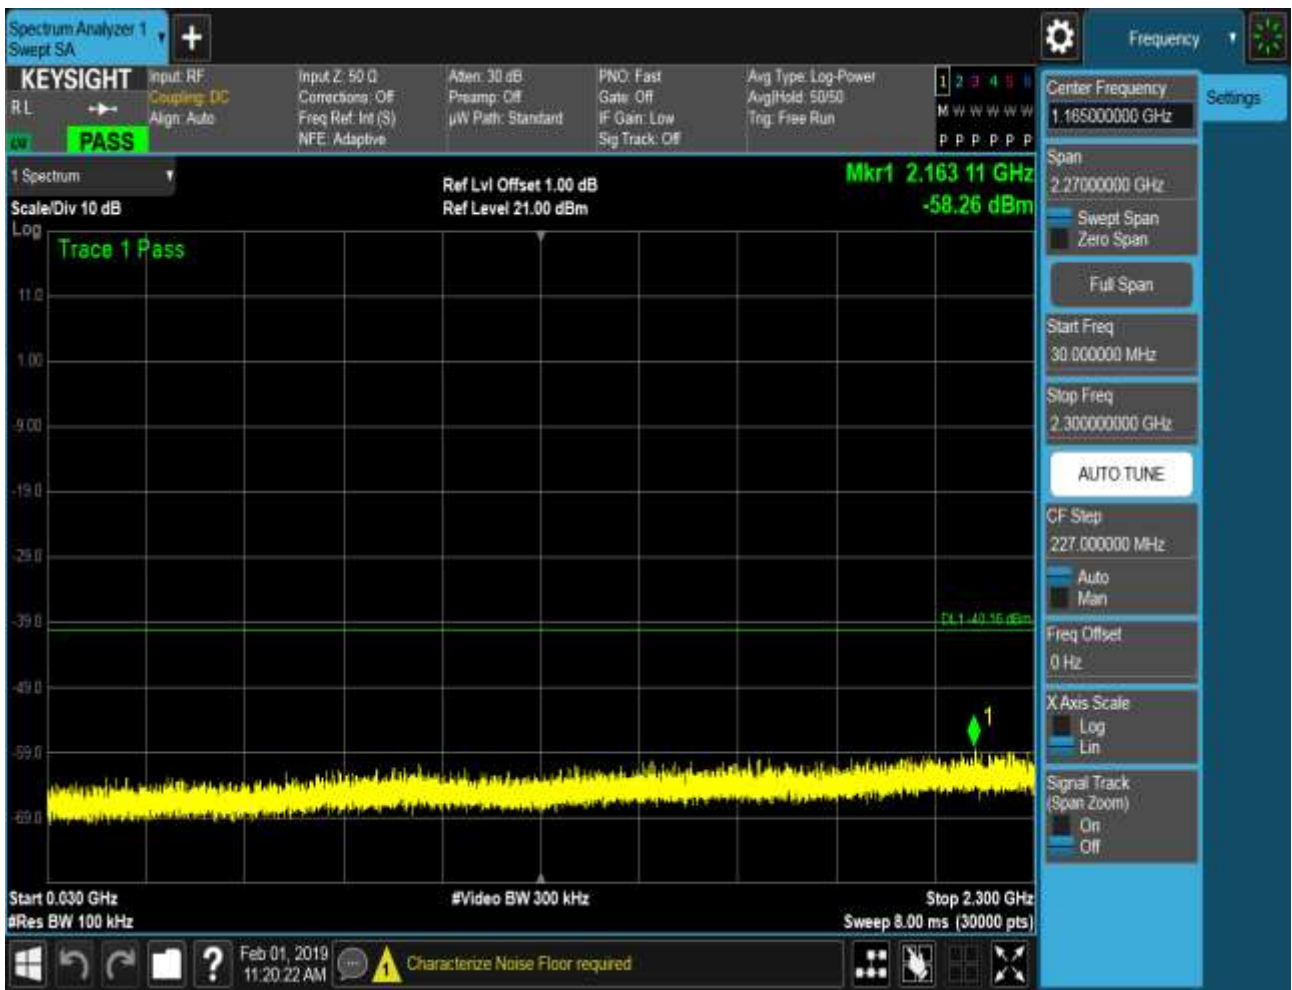 Spectrum Analyzer 1
Swept SA
+
Frequency
KEYSIGHT
R L
PASS
Input: RF
Coupling: DC
Align: Auto
Input Z: 50 Ω
Corrections: Off
Freq Ref: Int (S)
NFE: Adaptive
Atten: 30 dB
Preamp: Off
µW Path: Standard
PNO: Fast
Gate: Off
IF Gain: Low
Sig Track: Off
Avg Type: Log-Power
Avg|Hold: 50/50
Trig: Free Run
1 2 3 4 5 6
M W W W W W
P P P P P P
1 Spectrum
Scale/Div 10 dB
Log
Ref Lvl Offset 1.00 dB
Ref Level 21.00 dBm
Mkr1 2.163 11 GHz
-58.26 dBm
Trace 1 Pass
11.0
1.00
-9.00
-19.0
-29.0
-39.0
-49.0
-59.0
-69.0
DL1 -40.16 dBm
1
Start 0.030 GHz
#Res BW 100 kHz
#Video BW 300 kHz
Stop 2.300 GHz
Sweep 8.00 ms (30000 pts)
Center Frequency
1.165000000 GHz
Settings
Span
2.27000000 GHz
Swept Span
Zero Span
Full Span
Start Freq
30.000000 MHz
Stop Freq
2.300000000 GHz
AUTO TUNE
CF Step
227.000000 MHz
Auto
Man
Freq Offset
0 Hz
X Axis Scale
Log
Lin
Signal Track
(Span Zoom)
On
Off
?
Feb 01, 2019
11:20:22 AM
1
Characterize Noise Floor required